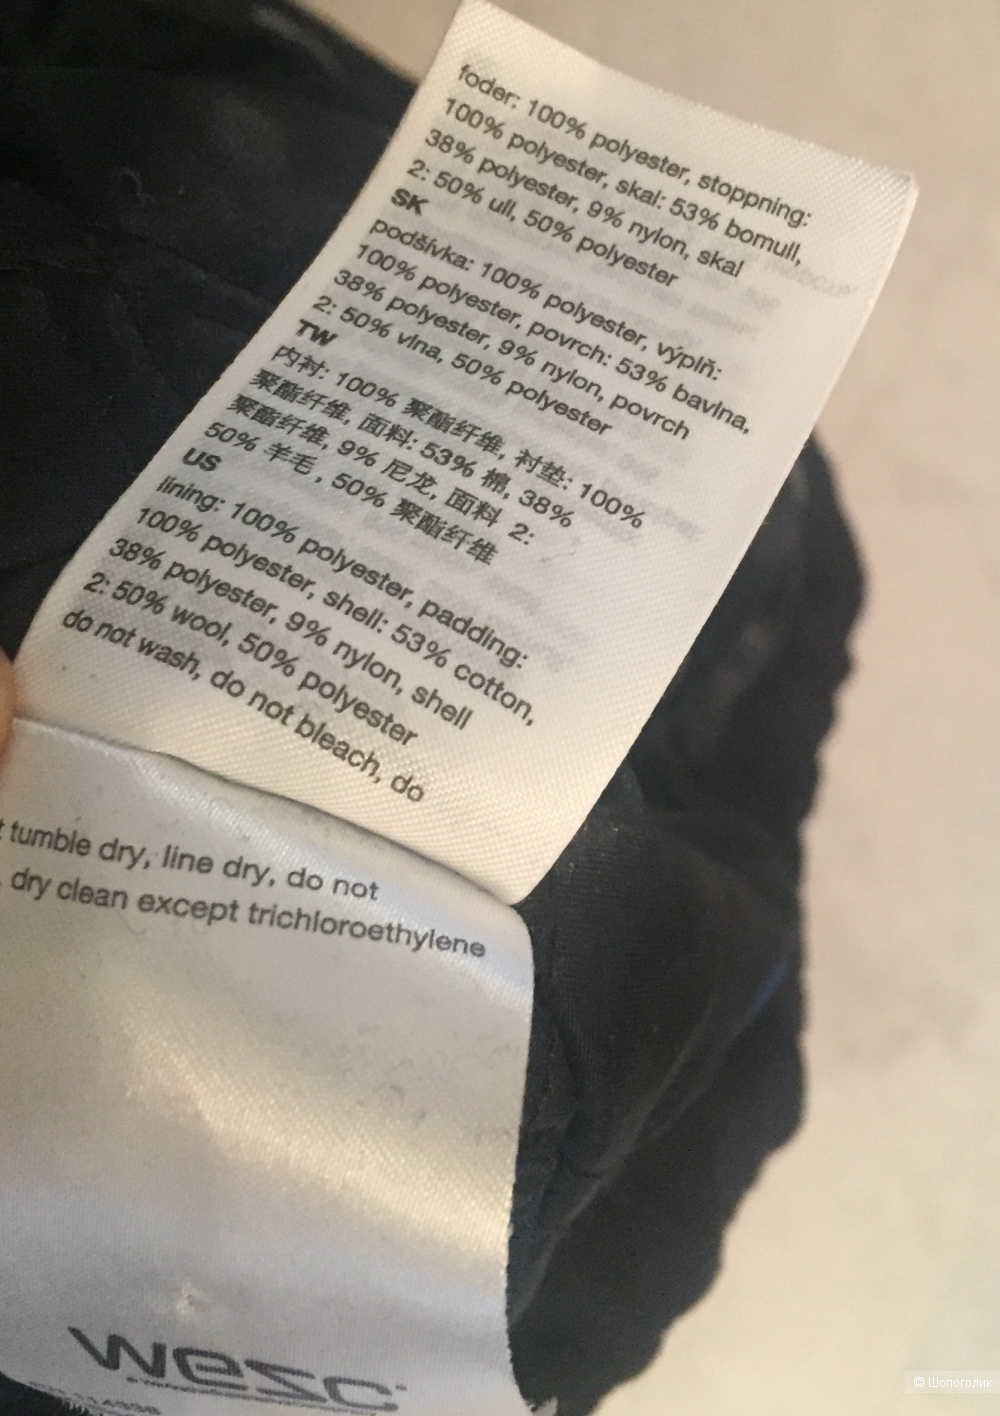 foder: 100% polyester, stoppning:
100% polyester, skal: 53% bomull,
38% polyester, 9% nylon, skal
2: 50% ull, 50% polyester
SK
podšívka: 100% polyester, výplň:
100% polyester, povrch: 53% bavlna,
38% polyester, 9% nylon, povrch
2: 50% vlna, 50% polyester
TW
内衬: 100% 聚酯纤维, 衬垫: 100%
聚酯纤维, 面料: 53% 棉, 38%
聚酯纤维, 9% 尼龙, 面料 2:
50% 羊毛, 50% 聚酯纤维
US
lining: 100% polyester, padding:
100% polyester, shell: 53% cotton,
38% polyester, 9% nylon, shell
2: 50% wool, 50% polyester
do not wash, do not bleach, do
t tumble dry, line dry, do not
, dry clean except trichloroethylene
wesc
© Шопоголик